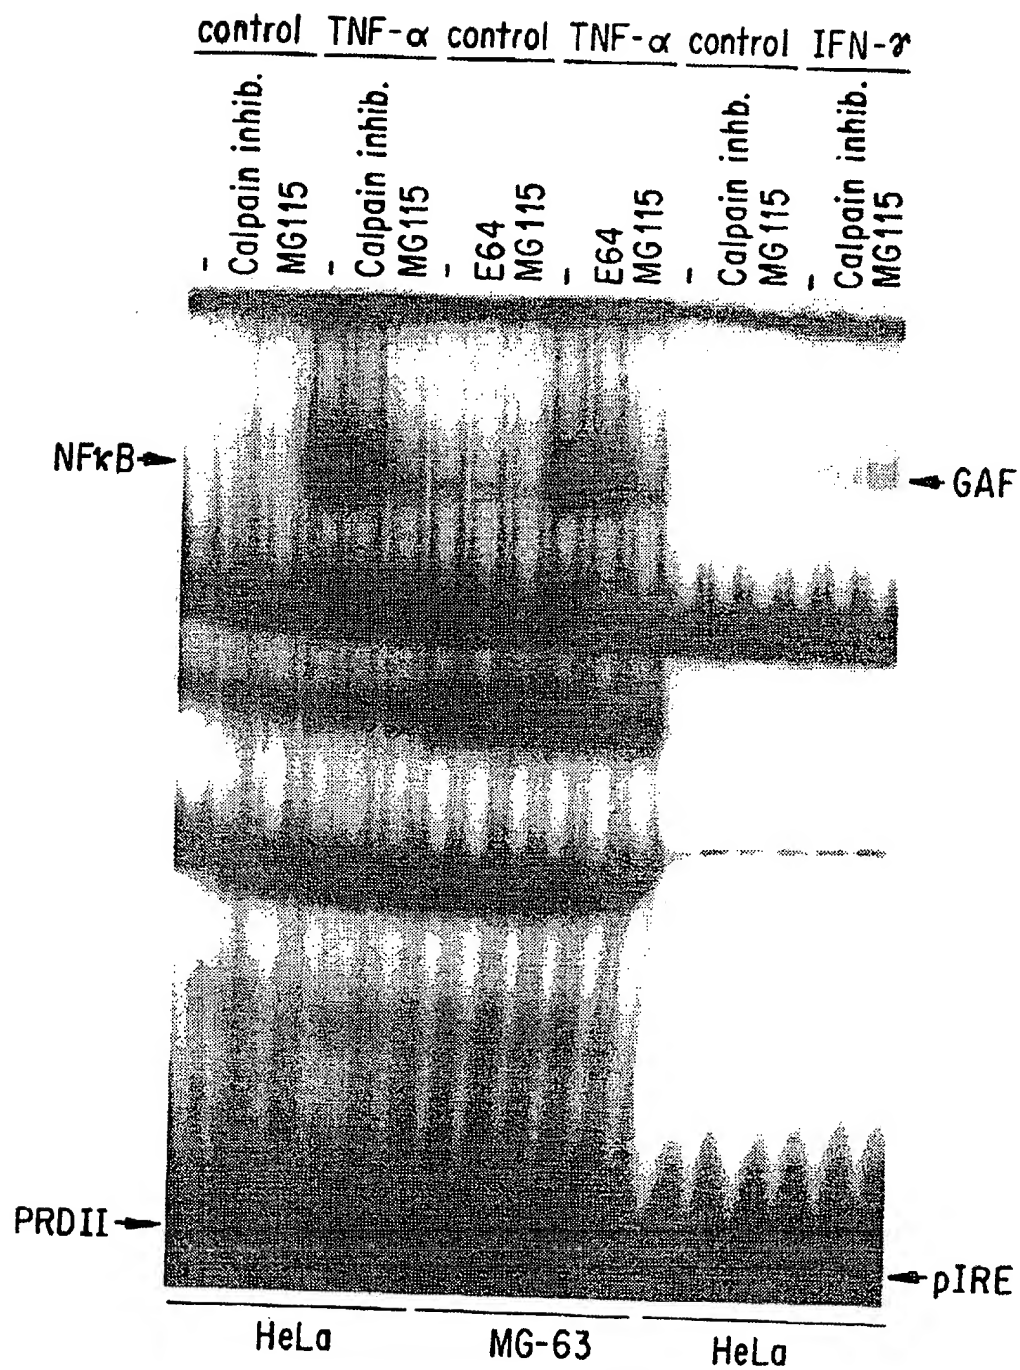 control TNF-α control TNF-α control IFN-γ
- Calpain inhib. MG115 - Calpain inhib. MG115 - E64 MG115 - E64 MG115 - Calpain inhb. MG115 - Calpain inhib. MG115
NFκB
GAF
PRDII
pIRE
HeLa MG-63 HeLa